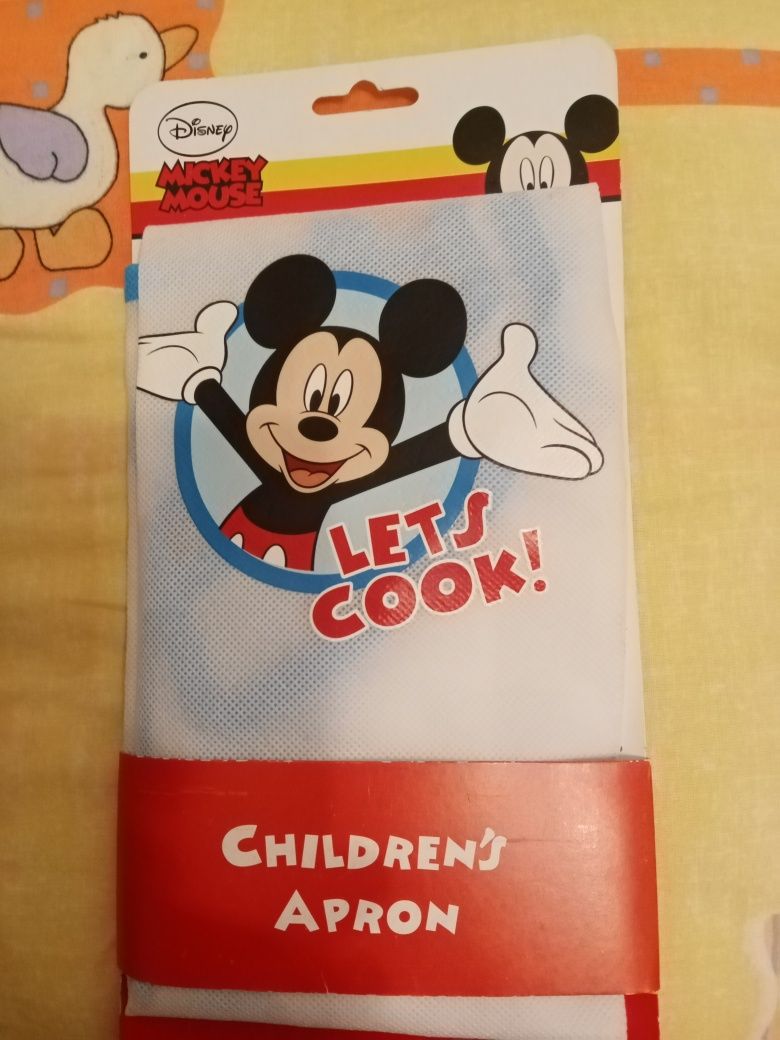 Disney
MICKEY
MOUSE
LETS
COOK!
CHILDREN'S
APRON